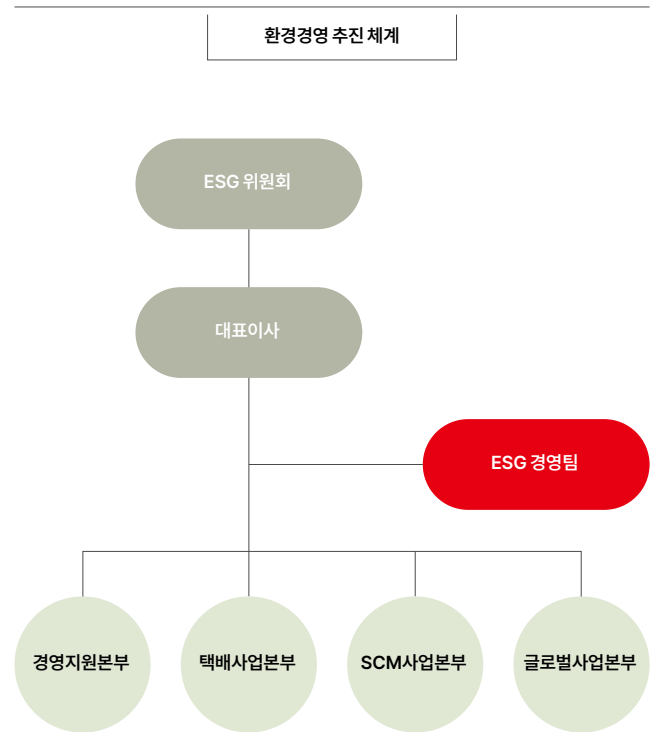 환경경영 추진 체계
ESG 위원회
대표이사
ESG 경영팀
경영지원본부
택배사업본부
SCM사업본부
글로벌사업본부